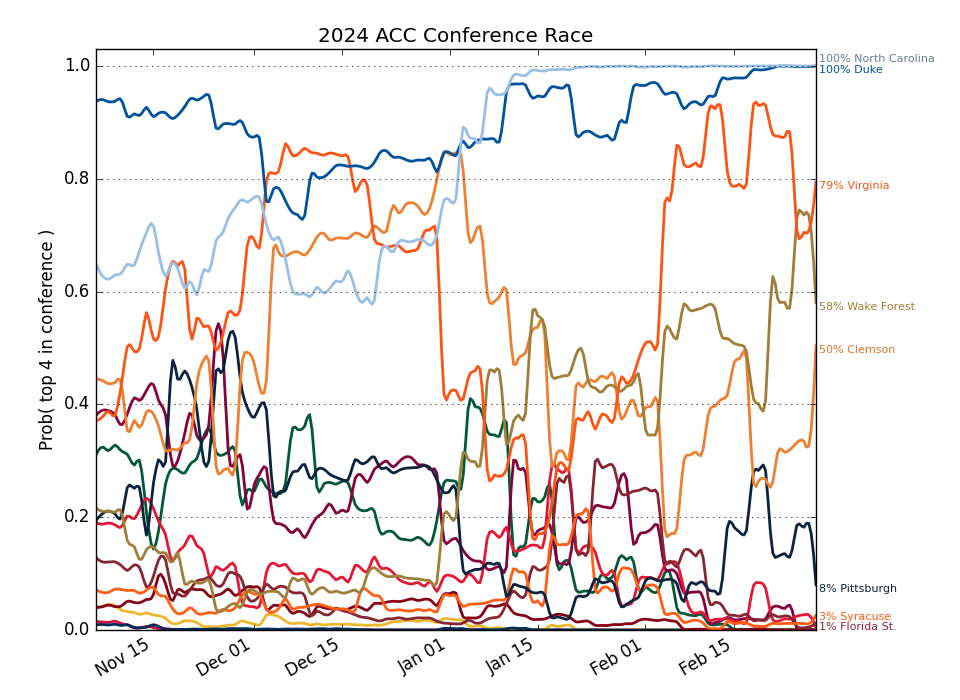 2024 ACC Conference Race
Prob( top 4 in conference )
1.0
0.8
0.6
0.4
0.2
0.0
Nov 15
Dec 01
Dec 15
Jan 01
Jan 15
Feb 01
Feb 15
100% North Carolina
100% Duke
79% Virginia
58% Wake Forest
50% Clemson
8% Pittsburgh
3% Syracuse
1% Florida St.